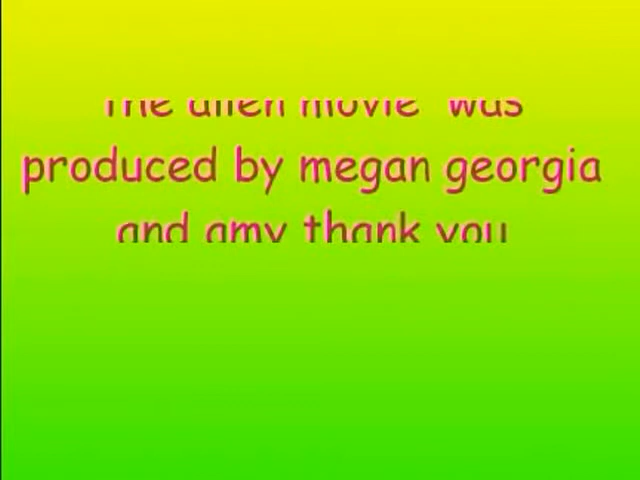 The alien movie was
produced by megan georgia
and amy thank you